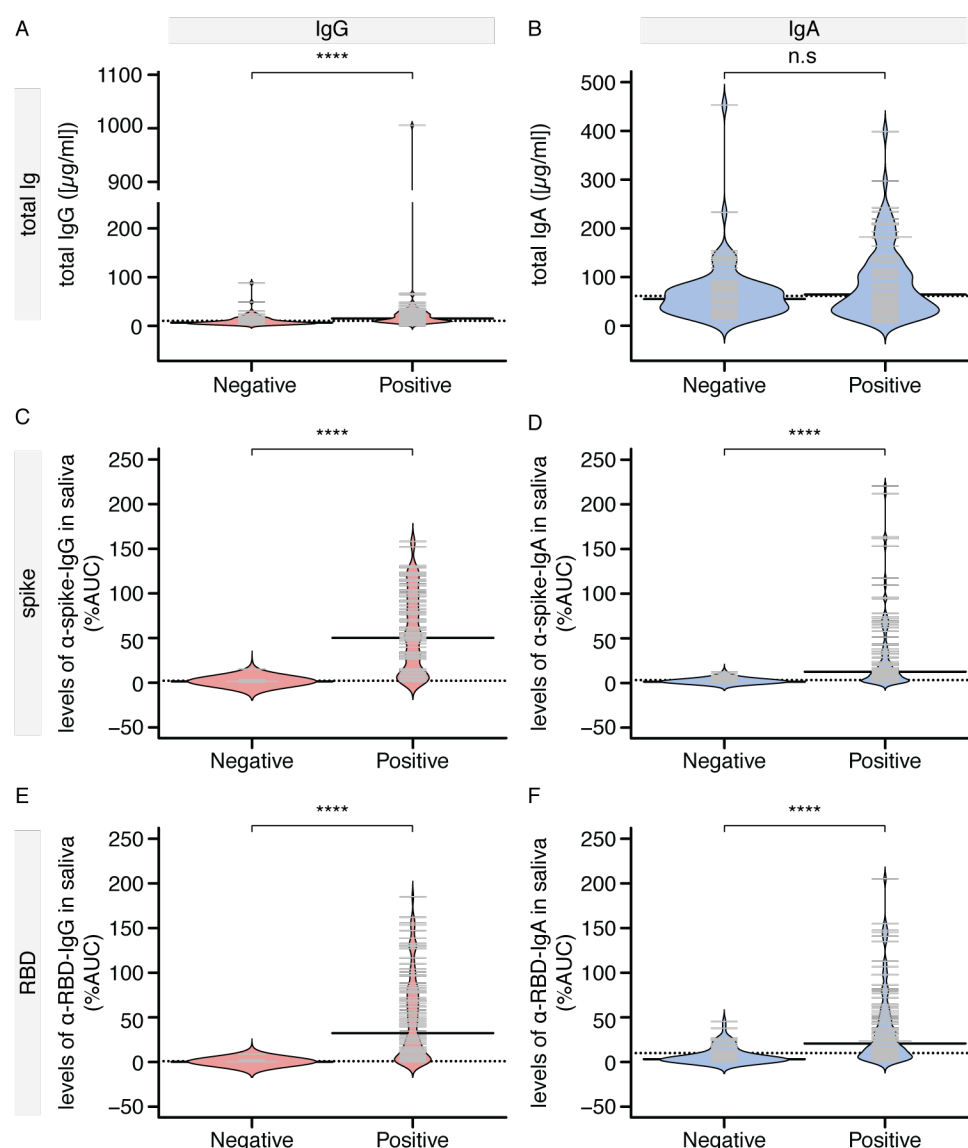 A
IgG
B
IgA
total Ig
total IgG ([µg/ml])
****
1100
1000
900
200
100
0
Negative
Positive
total IgA ([µg/ml])
n.s
500
400
300
200
100
0
Negative
Positive
C
spike
levels of α-spike-IgG in saliva
(%AUC)
****
250
200
150
100
50
0
−50
Negative
Positive
D
levels of α-spike-IgA in saliva
(%AUC)
****
250
200
150
100
50
0
−50
Negative
Positive
E
RBD
levels of α-RBD-IgG in saliva
(%AUC)
****
250
200
150
100
50
0
−50
Negative
Positive
F
levels of α-RBD-IgA in saliva
(%AUC)
****
250
200
150
100
50
0
−50
Negative
Positive